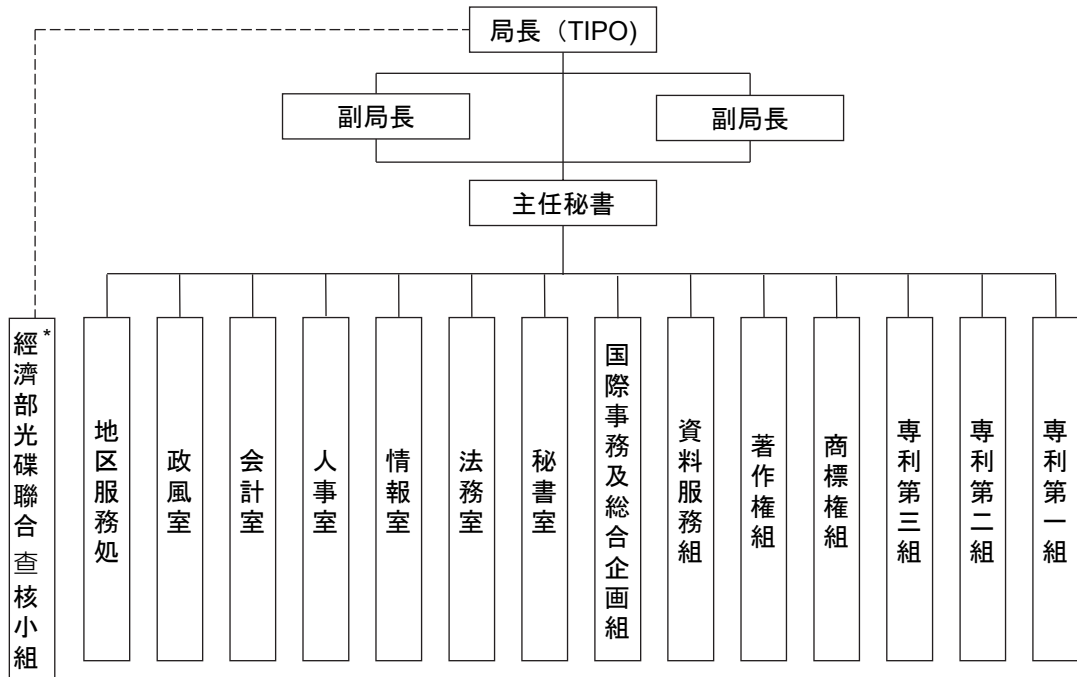 局長（TIPO)
副局長
副局長
主任秘書
經濟部光碟聯合查核小組*
地区服務処
政風室
会計室
人事室
情報室
法務室
秘書室
国際事務及総合企画組
資料服務組
著作権組
商標権組
専利第三組
専利第二組
専利第一組